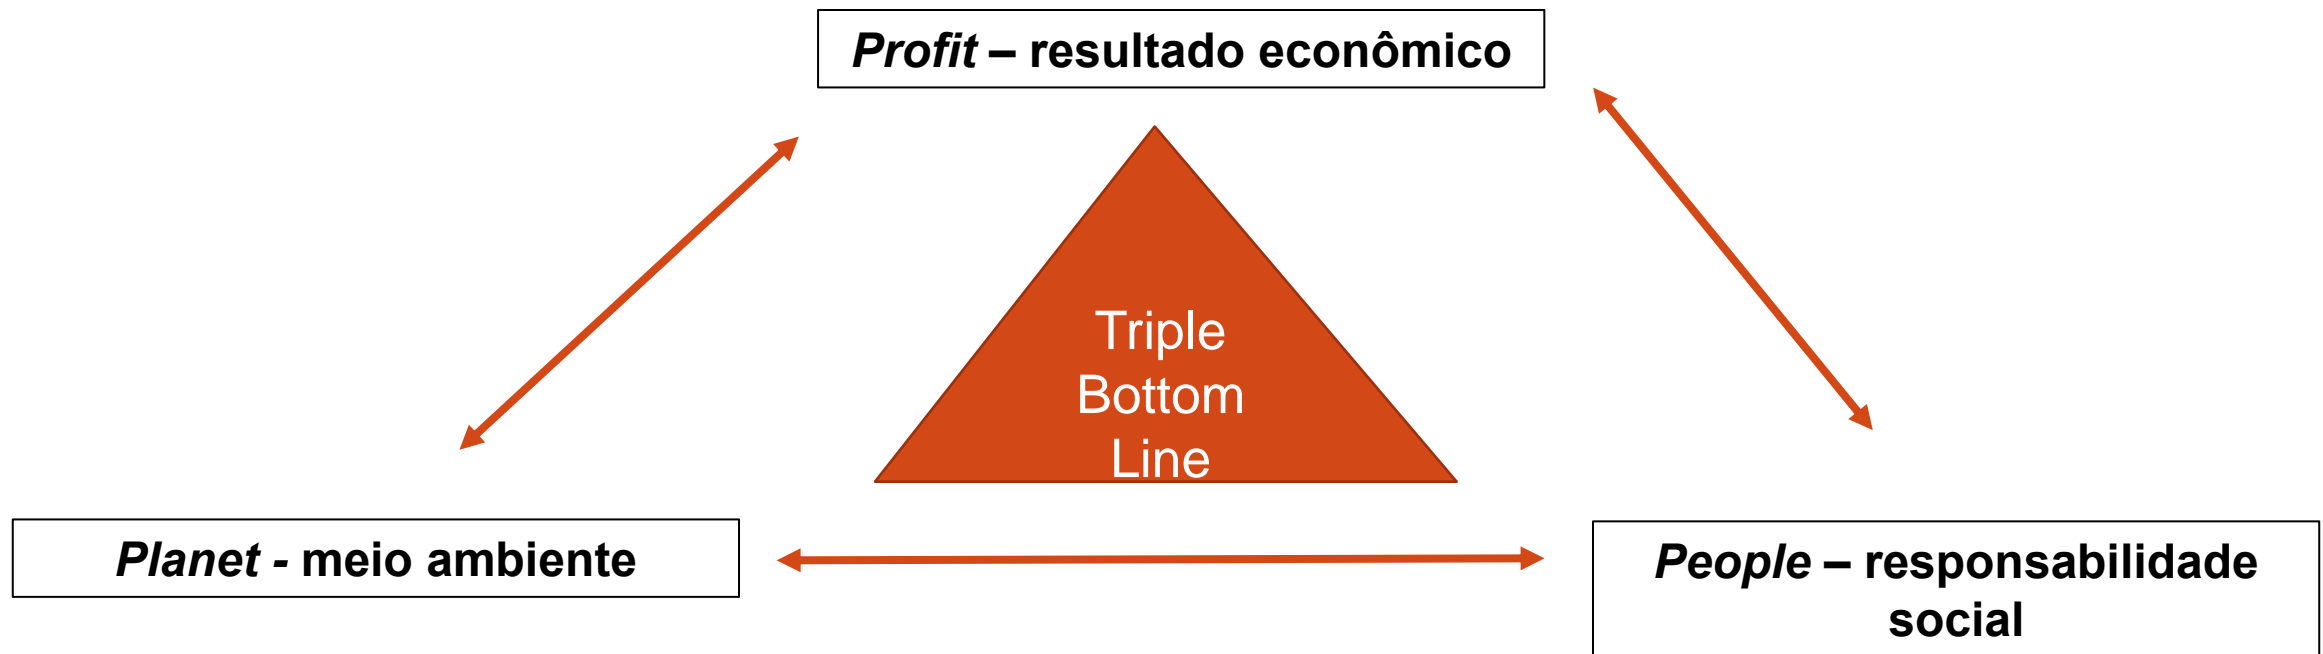 Profit – resultado econômico
Triple
Bottom
Line
Planet - meio ambiente
People – responsabilidade
social